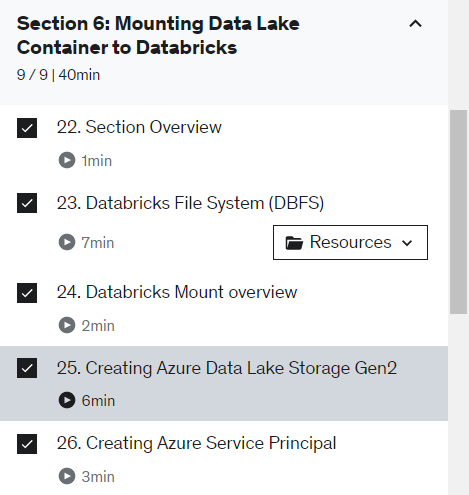 Section 6: Mounting Data Lake
Container to Databricks
9 / 9 | 40min
22. Section Overview
1min
23. Databricks File System (DBFS)
7min
Resources
24. Databricks Mount overview
2min
25. Creating Azure Data Lake Storage Gen2
6min
26. Creating Azure Service Principal
3min